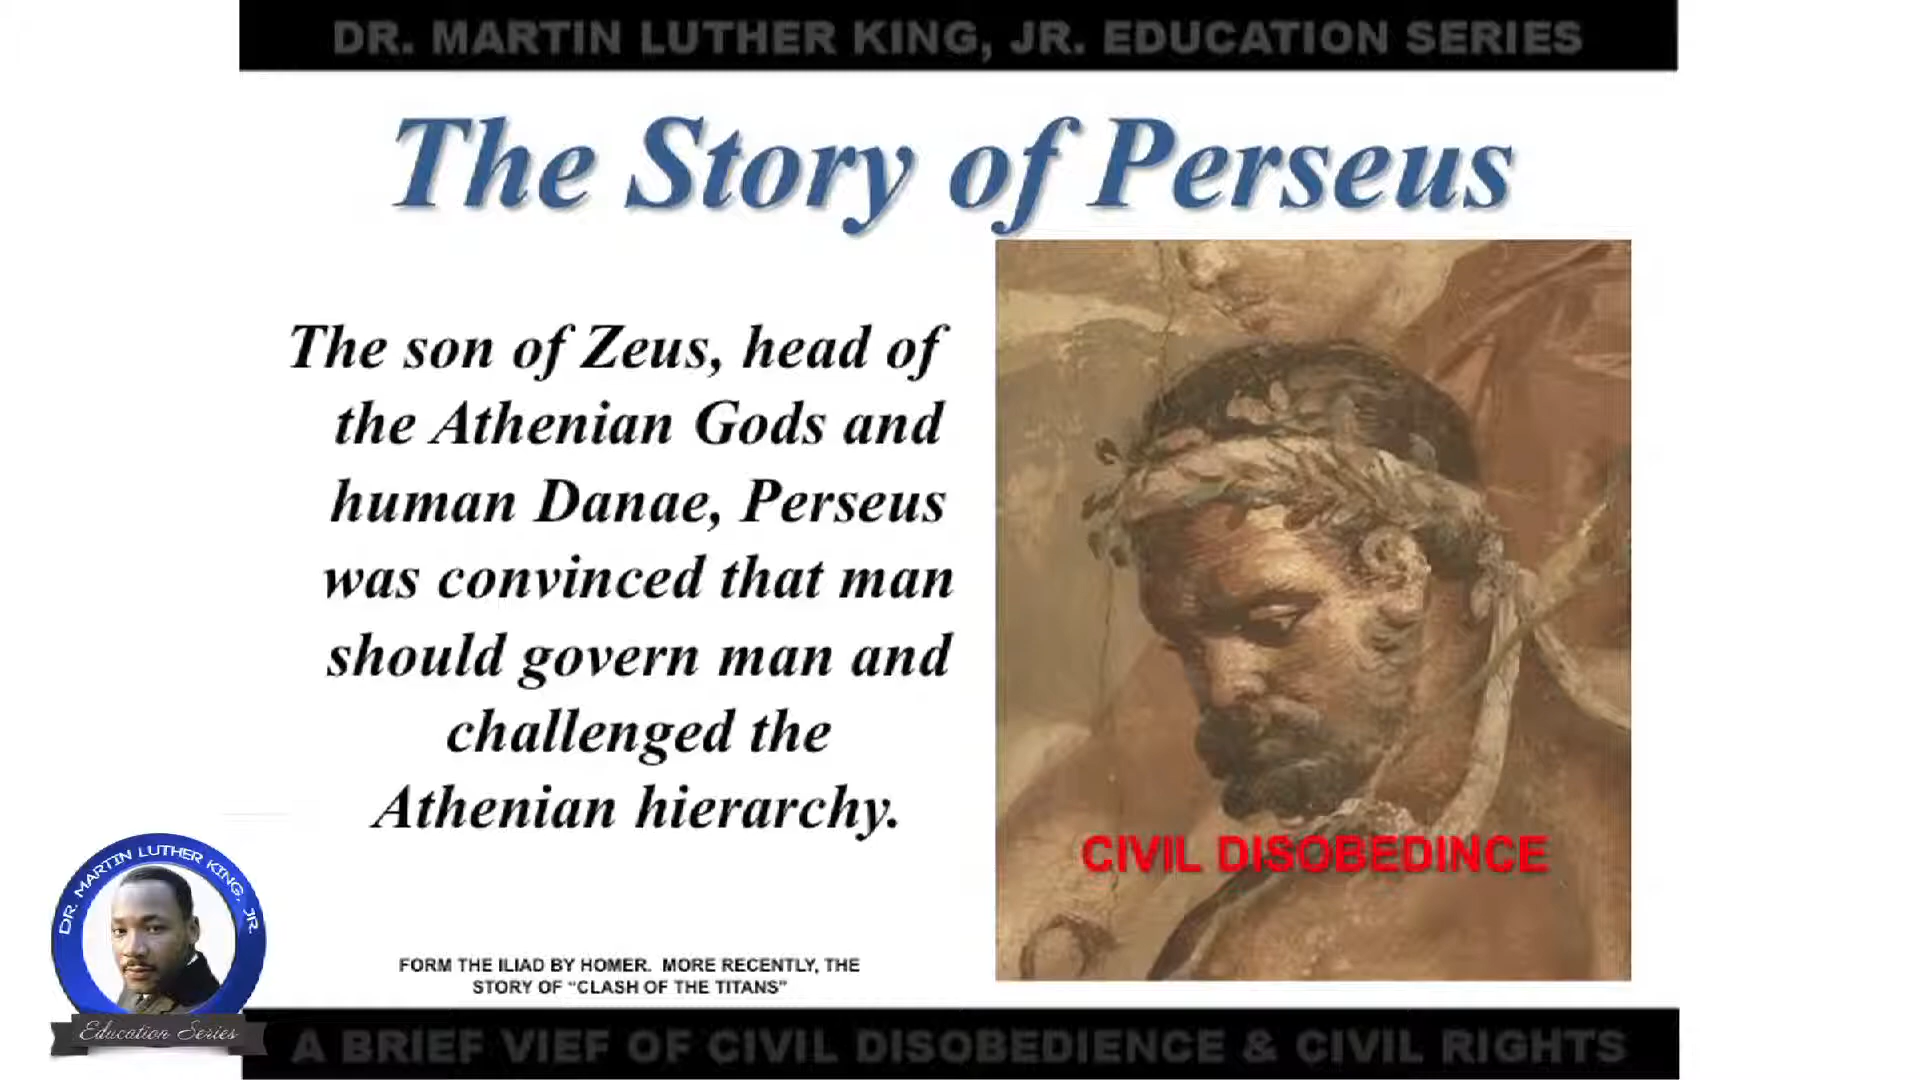 DR. MARTIN LUTHER KING, JR. EDUCATION SERIES
The Story of Perseus
The son of Zeus, head of
the Athenian Gods and
human Danae, Perseus
was convinced that man
should govern man and
challenged the
Athenian hierarchy.
CIVIL DISOBEDINCE
FORM THE ILIAD BY HOMER. MORE RECENTLY, THE
STORY OF “CLASH OF THE TITANS”
DR. MARTIN LUTHER KING, JR.
Education Series
A BRIEF VIEF OF CIVIL DISOBEDIENCE & CIVIL RIGHTS